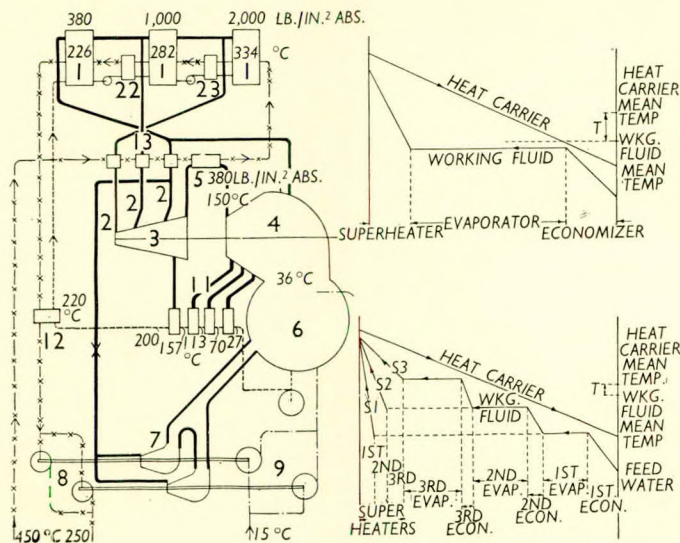 380 1,000 2,000 LB./IN.² ABS.
226 282 334 °C
1 1 1
22 23
13
5 380LB./IN.² ABS.
150°C
2 2 2
3
4
36 °C
11
6
220 °C
12
200 157 113 70 27
°C
7
8
9
450 °C 250
15 °C
HEAT CARRIER
WORKING FLUID
HEAT
CARRIER
MEAN
TEMP
T
WKG.
FLUID
MEAN TEMP
SUPERHEATER
EVAPORATOR
ECONOMIZER
HEAT CARRIER
S3
S2
S1
WKG.
FLUID
HEAT
CARRIER
MEAN
TEMP.
T
WKG.
FLUID
MEAN
TEMP
FEED
WATER
1ST
2ND
3RD
3RD
EVAP.
2ND
EVAP.
1ST
EVAP.
1ST
ECON.
2ND
ECON.
3RD
ECON.
SUPER
HEATERS